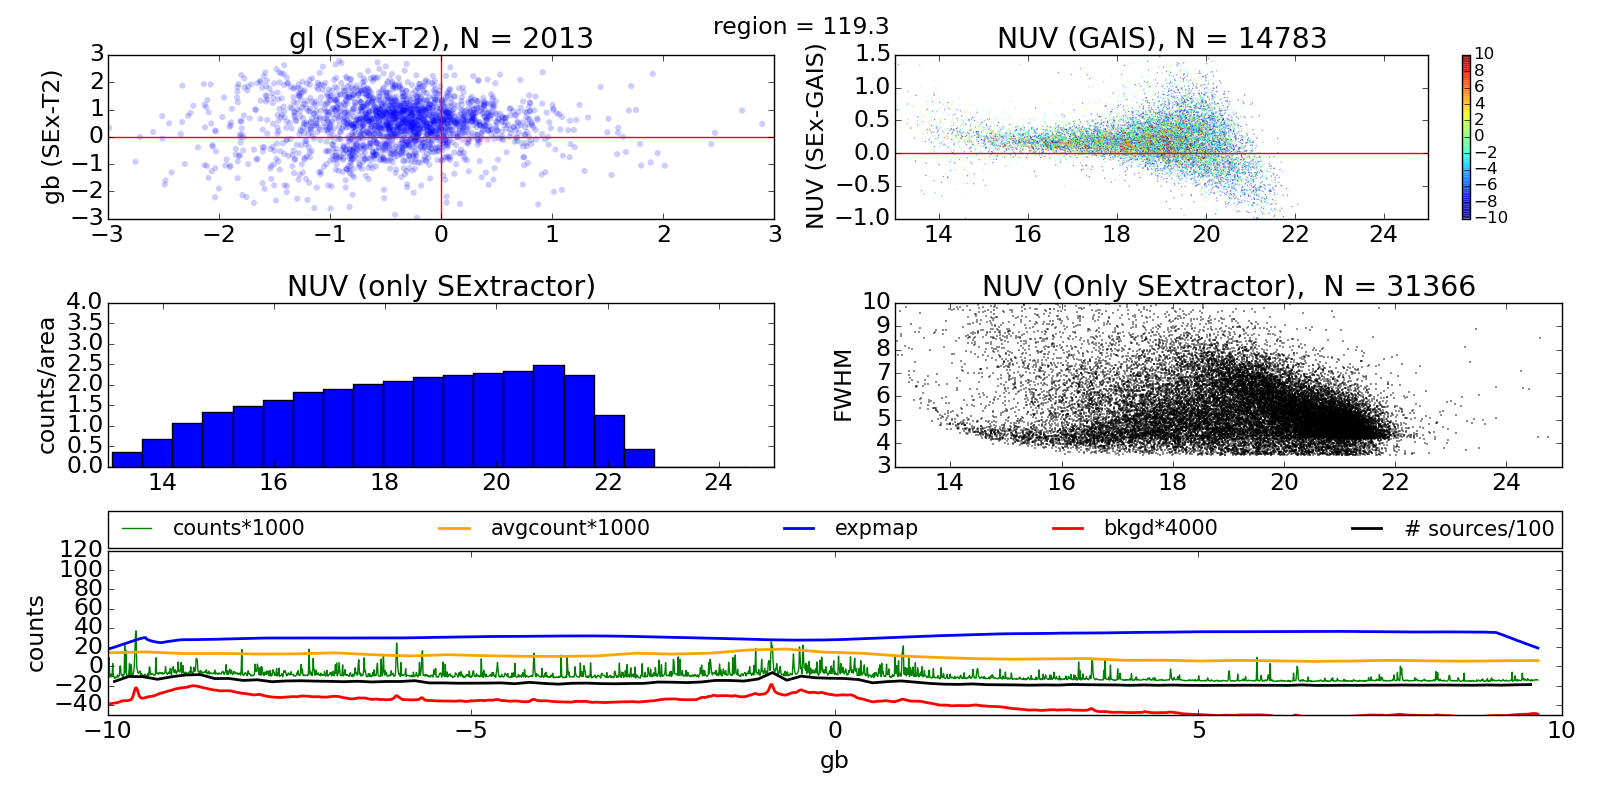 region = 119.3
gl (SEx-T2), N = 2013
gb (SEx-T2)
3
2
1
0
−1
−2
−3
−3 −2 −1 0 1 2 3
NUV (GAIS), N = 14783
NUV (SEx-GAIS)
1.5
1.0
0.5
0.0
−0.5
−1.0
14 16 18 20 22 24
10
8
6
4
2
0
−2
−4
−6
−8
−10
NUV (only SExtractor)
counts/area
4.0
3.5
3.0
2.5
2.0
1.5
1.0
0.5
0.0
14 16 18 20 22 24
NUV (Only SExtractor),  N = 31366
FWHM
10
9
8
7
6
5
4
3
14 16 18 20 22 24
counts*1000 avgcount*1000 expmap bkgd*4000 # sources/100
counts
120
100
80
60
40
20
0
−20
−40
−10 −5 0 5 10
gb